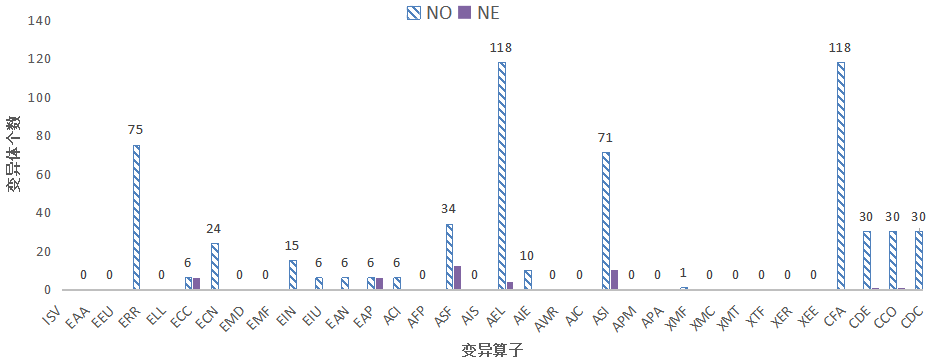 NO NE
140
120
100
80
60
40
20
0
变异体个数
0 0 75 0 6 24 0 0 15 6 6 6 6 0 34 0 118 10 0 0 71 0 0 1 0 0 0 0 0 118 30 30 30
ISV EAA EEU ERR ELL ECC ECN EMD EMF EIN EIU EAN EAP ACI AFP ASF AIS AEL AIE AWR AJC ASI APM APA XMF XMC XMT XTF XER XEE CFA CDE CCO CDC
变异算子